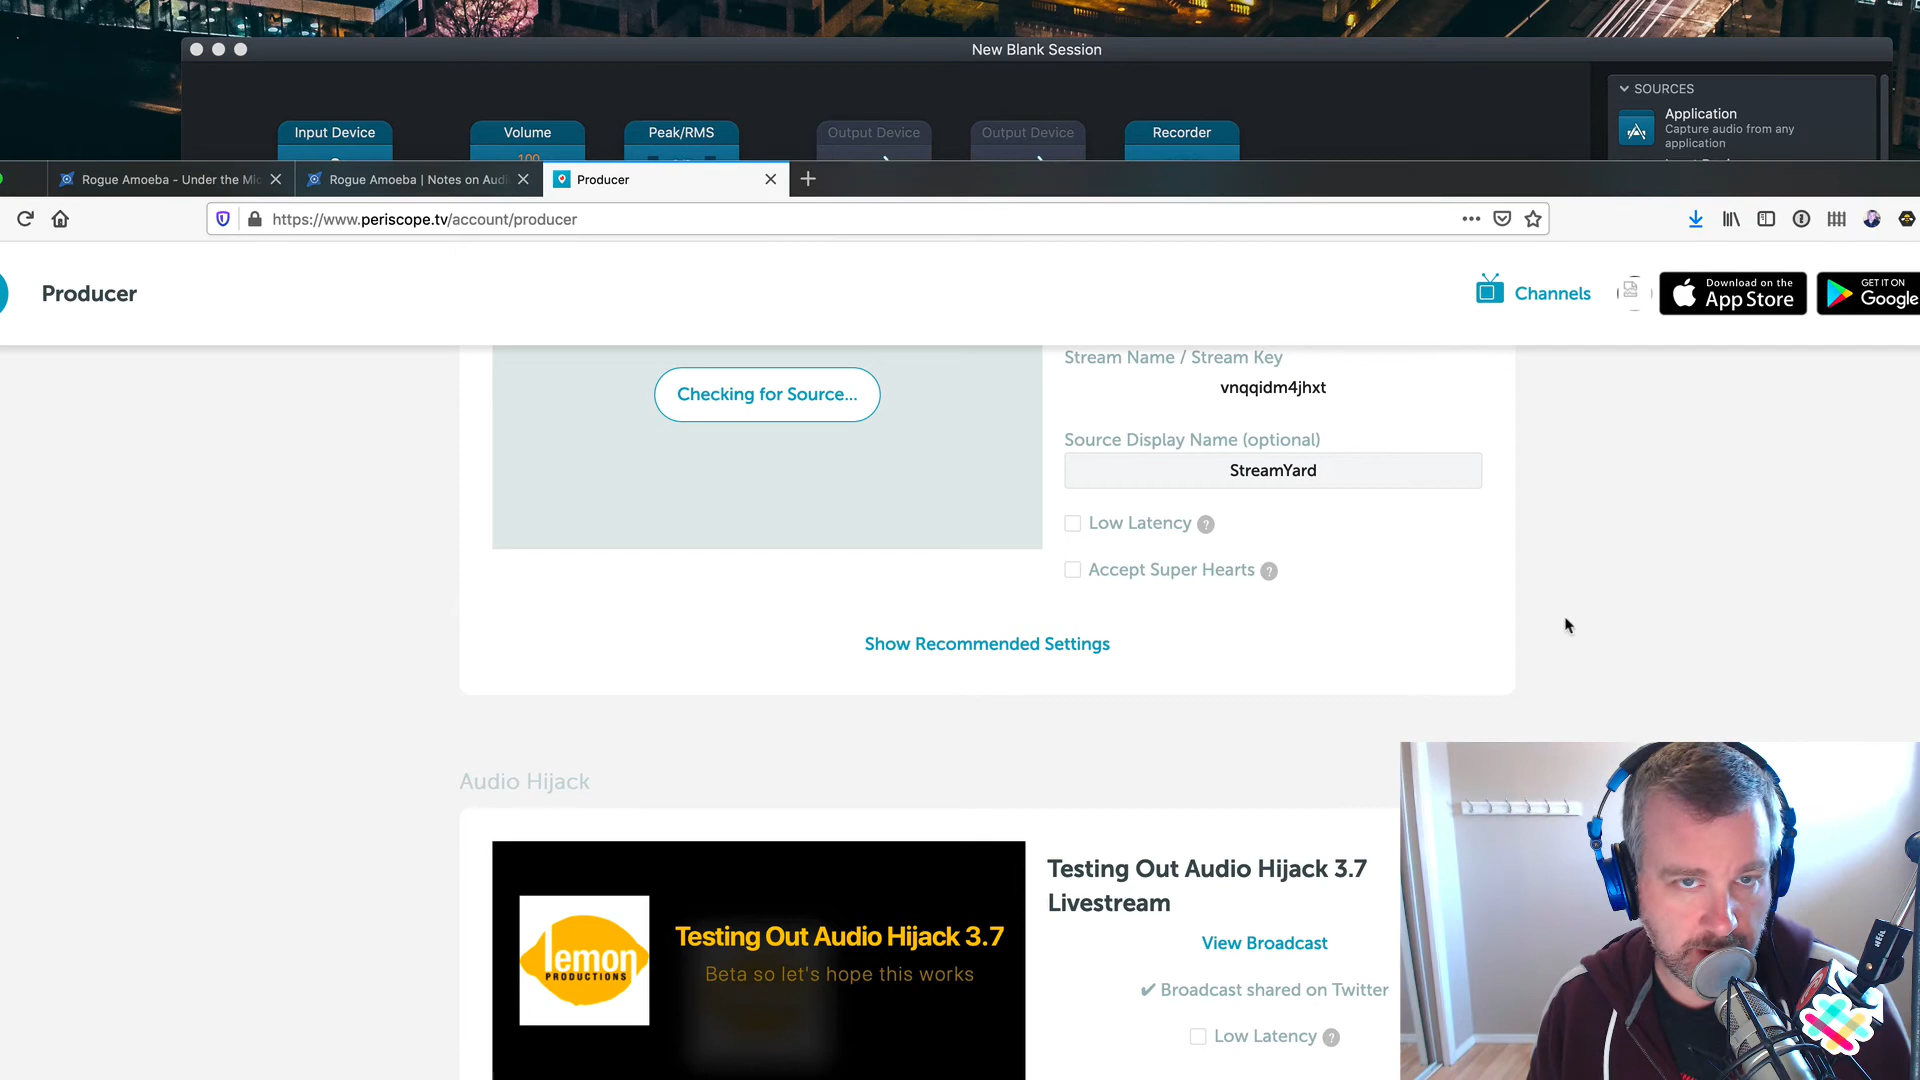 New Blank Session
SOURCES
Application
Capture audio from any
application
Input Device
Volume
100
Peak/RMS
Output Device
Output Device
Recorder
Rogue Amoeba - Under the Mic
Rogue Amoeba | Notes on Audi
Producer
https://www.periscope.tv/account/producer
Producer
Channels
Download on the
App Store
GET IT ON
Google
Checking for Source...
Stream Name / Stream Key
vnqqidm4jhxt
Source Display Name (optional)
StreamYard
Low Latency ?
Accept Super Hearts ?
Show Recommended Settings
Audio Hijack
lemon
PRODUCTIONS
Testing Out Audio Hijack 3.7
Beta so let's hope this works
Testing Out Audio Hijack 3.7
Livestream
View Broadcast
✔ Broadcast shared on Twitter
Low Latency ?
HEiL